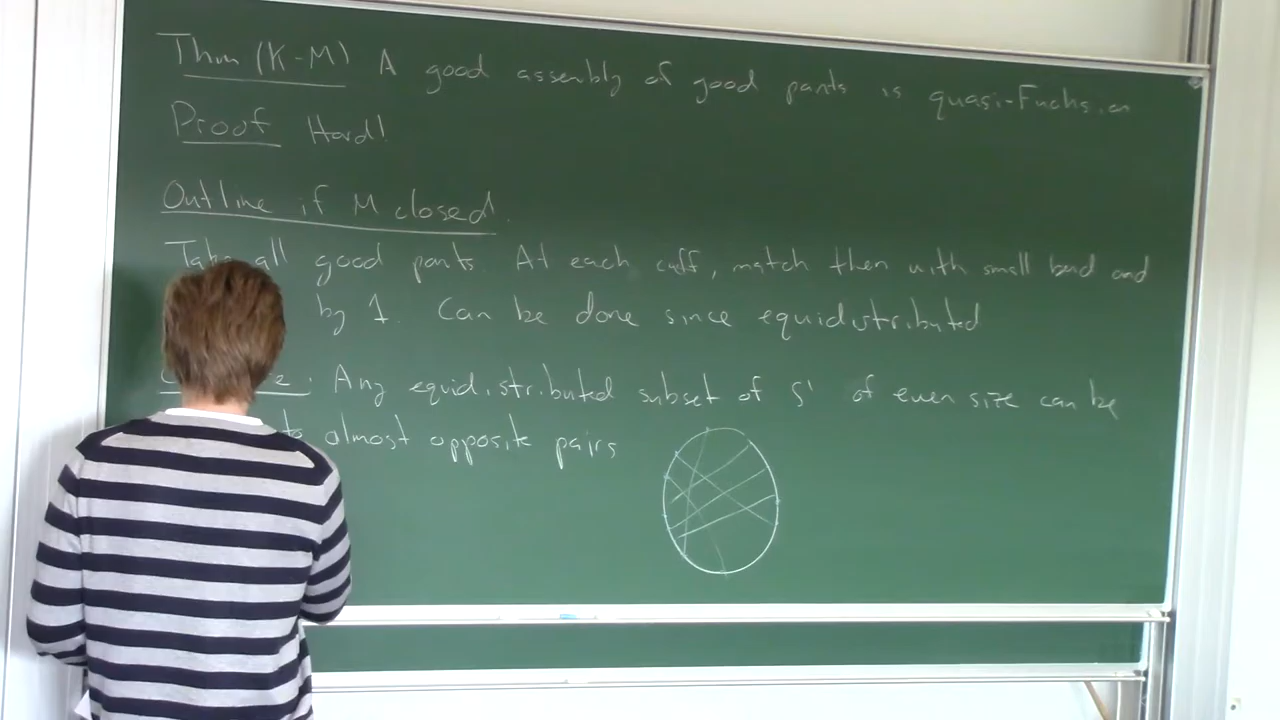 Thm (K-M) A good assembly of good pants is quasi-Fuchsian
Proof Hard!
Outline if M closed.
Take all good pants. At each cuff, match them with small bend and
by 1. Can be done since equidistributed
: Any equidistributed subset of S¹ of even size can be
to almost opposite pairs